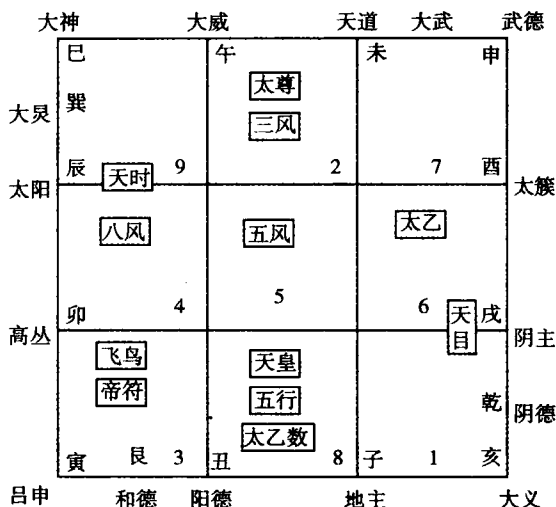 大神 大威 天道 大武 武德
巳 午 未 申
太尊
大炅 巽
三风
辰 天时 9 2 7 酉
太阳 太簇
八风 五风 太乙
卯 4 5 6 天目 戌
高丛 阴主
飞鸟 天皇
帝符 五行 乾 阴德
太乙数
寅 艮 3 丑 8 子 1 亥
吕申 和德 阳德 地主 大义